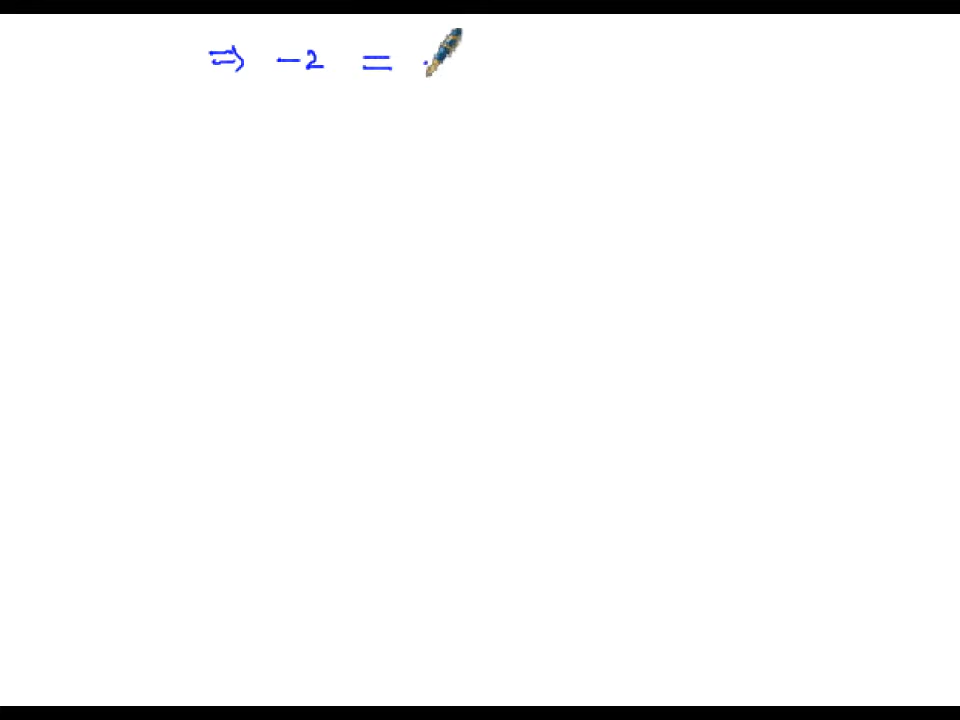 ⇒ -2 =